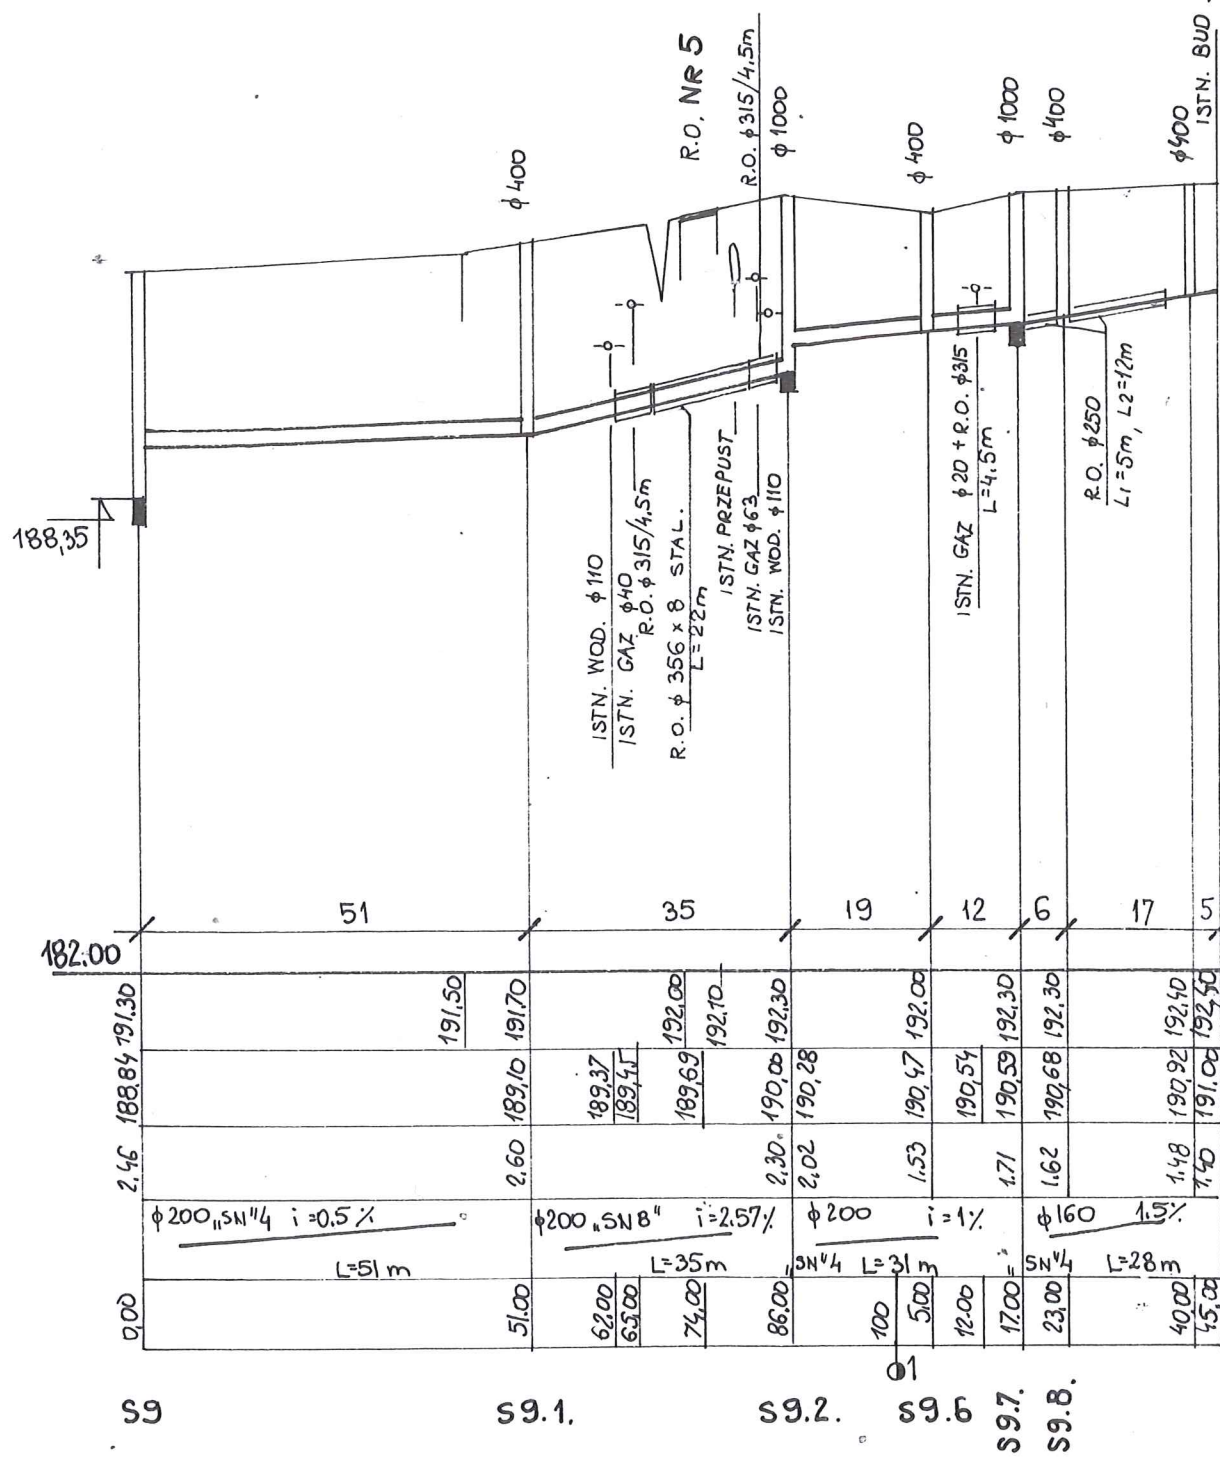 R.O. NR 5
R.O. ϕ315/4.5m
ϕ1000
ϕ400
ϕ400
ϕ1000
ϕ400
ϕ400
ISTN. BUD
188,35
ISTN. WOD. ϕ110
ISTN. GAZ ϕ40
R.O. ϕ315/4.5m
R.O. ϕ 356 x 8 STAL.
L=22m
ISTN. PRZEPUST
ISTN. GAZ ϕ63
ISTN. WOD. ϕ110
ISTN. GAZ ϕ20 + R.O. ϕ315
L=4.5m
R.O. ϕ250
L1=5m, L2=12m
51 35 19 12 6 17 5
182.00
191.30 191.50 191.70 192.00 192.10 192.30 192.00 192.30 192.30 192.40 192.40
188.84 189.10 189.37 189.45 189.69 190.00 190.28 190.47 190.54 190.59 190.68 190.92 191.00
2.46 2.60 2.30 2.02 1.53 1.71 1.62 1.48 1.40
ϕ200 „SN"4 i=0.5% ϕ200 „SN8" i=2.57% ϕ200 i=1% ϕ160 1.5%
L=51m L=35m „SN"4 L=31m „SN"4 L=28m
0,00 51.00 62.00 65.00 74.00 86.00 100 5.00 12.00 17.00 23.00 40.00 45.00
1
S9 S9.1. S9.2. S9.6 S9.7. S9.8.